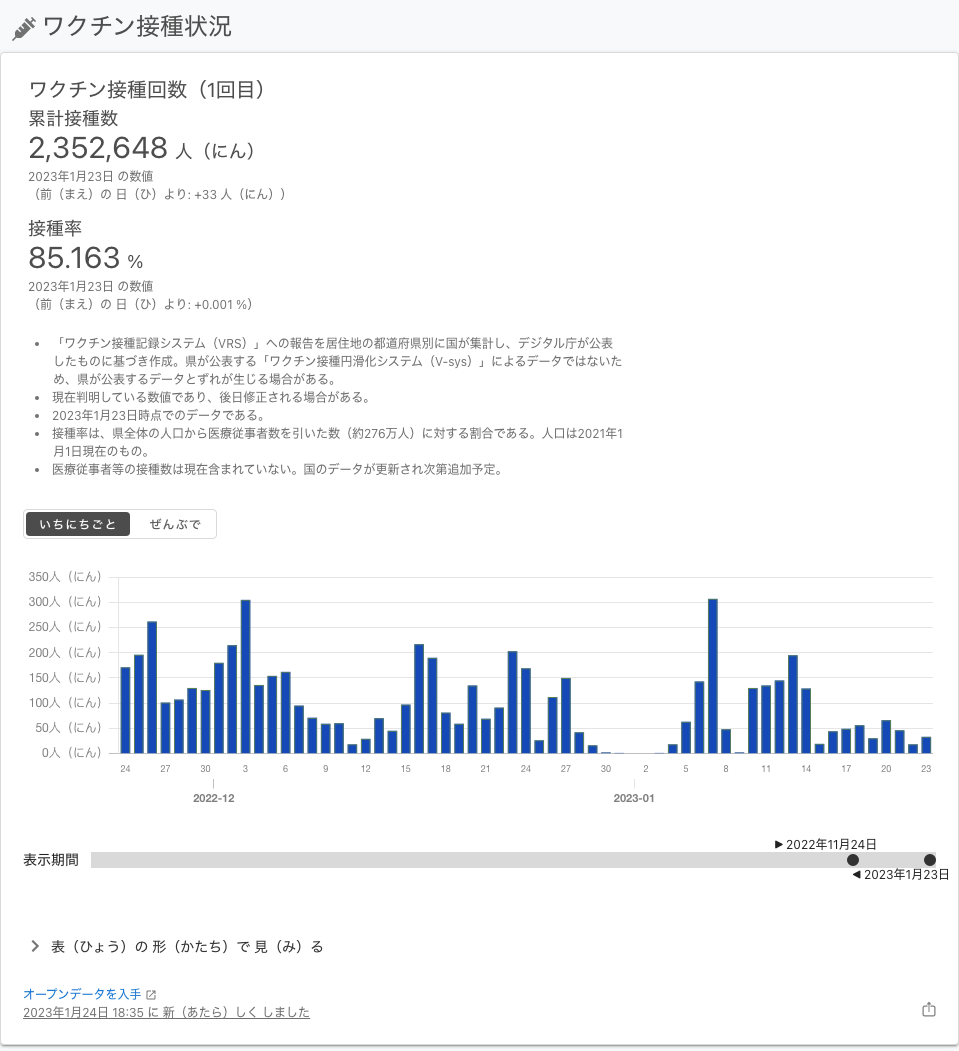 ワクチン接種状況
ワクチン接種回数（1回目）
累計接種数
2,352,648 人（にん）
2023年1月23日 の数値
（前（まえ）の 日（ひ）より: +33 人（にん））
接種率
85.163 %
2023年1月23日 の数値
（前（まえ）の 日（ひ）より: +0.001 %）
• 「ワクチン接種記録システム（VRS）」への報告を居住地の都道府県別に国が集計し、デジタル庁が公表
したものに基づき作成。県が公表する「ワクチン接種円滑化システム（V-sys）」によるデータではないた
め、県が公表するデータとずれが生じる場合がある。
• 現在判明している数値であり、後日修正される場合がある。
• 2023年1月23日時点でのデータである。
• 接種率は、県全体の人口から医療従事者数を引いた数（約276万人）に対する割合である。人口は2021年1
月1日現在のもの。
• 医療従事者等の接種数は現在含まれていない。国のデータが更新され次第追加予定。
いちにちごと ぜんぶで
350人（にん）
300人（にん）
250人（にん）
200人（にん）
150人（にん）
100人（にん）
50人（にん）
0人（にん）
24 27 30 3 6 9 12 15 18 21 24 27 30 2 5 8 11 14 17 20 23
2022-12 2023-01
▶ 2022年11月24日
表示期間
◀ 2023年1月23日
表（ひょう）の 形（かたち）で 見（み）る
オープンデータを入手
2023年1月24日 18:35 に 新（あたら）しく しました